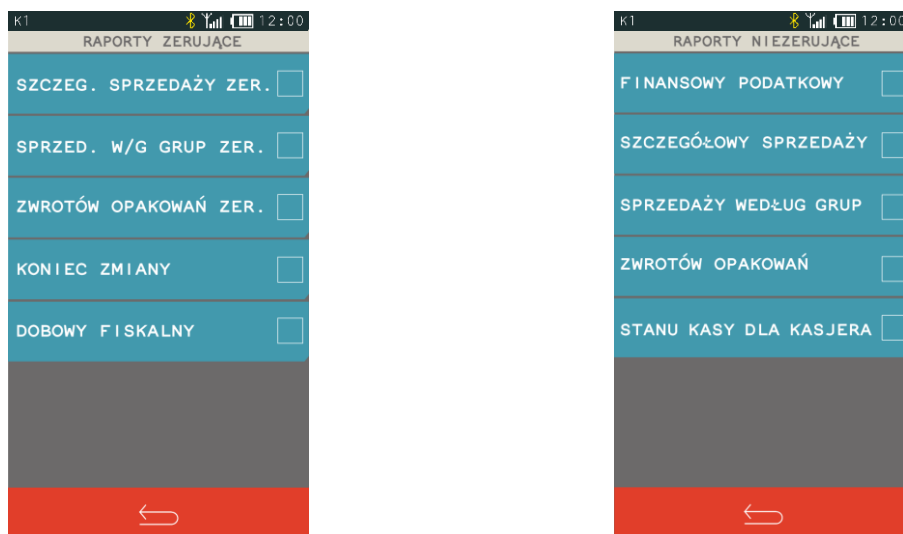 K1 12:00
RAPORTY ZERUJĄCE
SZCZEG. SPRZEDAŻY ZER.
SPRZED. W/G GRUP ZER.
ZWROTÓW OPAKOWAŃ ZER.
KONIEC ZMIANY
DOBOWY FISKALNY
K1 12:00
RAPORTY NIEZERUJĄCE
FINANSOWY PODATKOWY
SZCZEGÓŁOWY SPRZEDAŻY
SPRZEDAŻY WEDŁUG GRUP
ZWROTÓW OPAKOWAŃ
STANU KASY DLA KASJERA